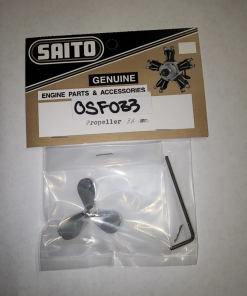 SAITO
GENUINE
ENGINE PARTS & ACCESSORIES
OSF033
Propeller